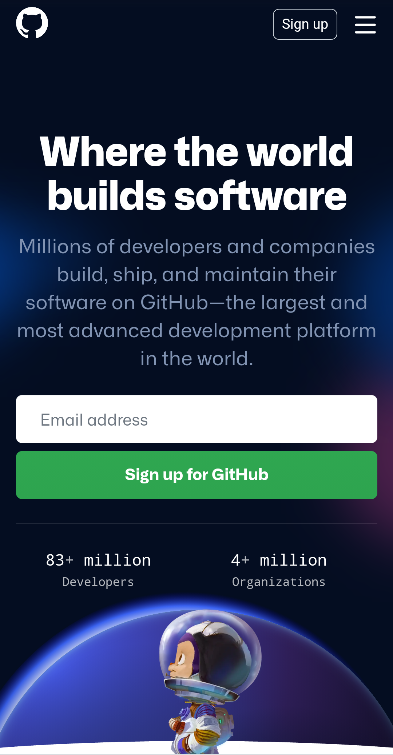 Sign up
Where the world
builds software
Millions of developers and companies
build, ship, and maintain their
software on GitHub—the largest and
most advanced development platform
in the world.
Email address
Sign up for GitHub
83+ million
Developers
4+ million
Organizations